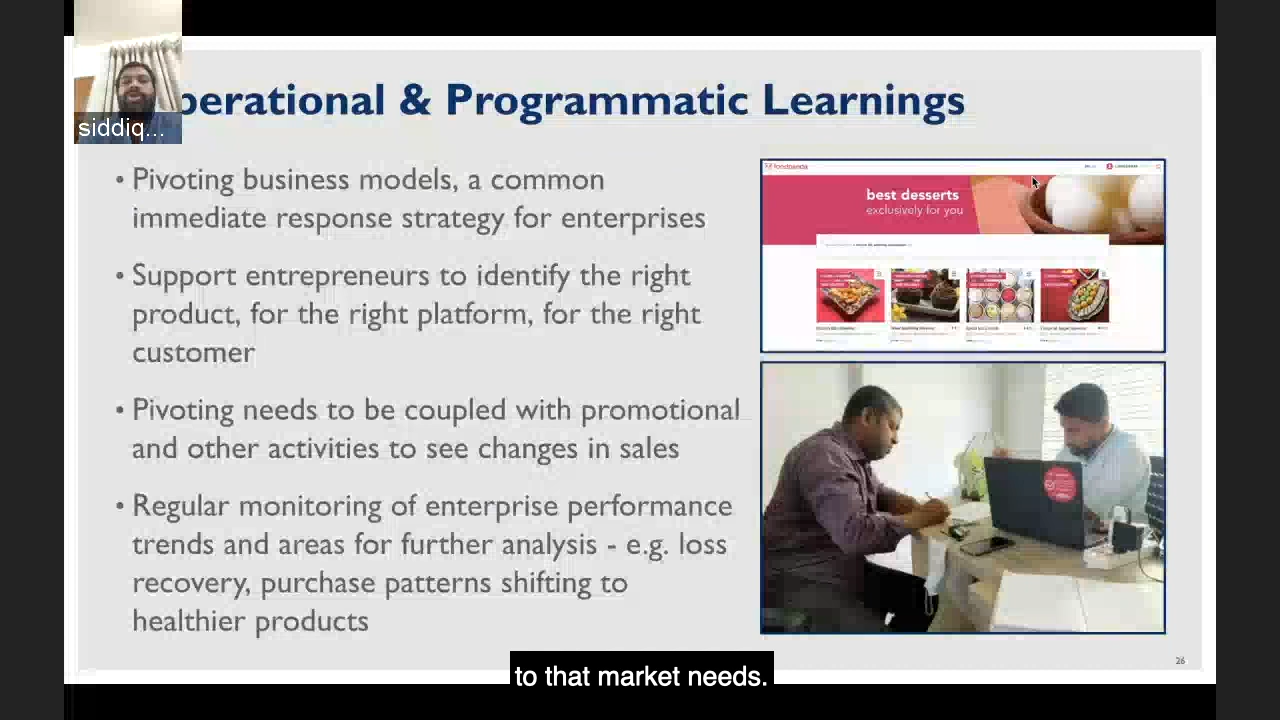 siddiq...
perational & Programmatic Learnings
• Pivoting business models, a common
immediate response strategy for enterprises
• Support entrepreneurs to identify the right
product, for the right platform, for the right
customer
• Pivoting needs to be coupled with promotional
and other activities to see changes in sales
• Regular monitoring of enterprise performance
trends and areas for further analysis - e.g. loss
recovery, purchase patterns shifting to
healthier products
foodpanda
best desserts
exclusively for you
26
to that market needs.